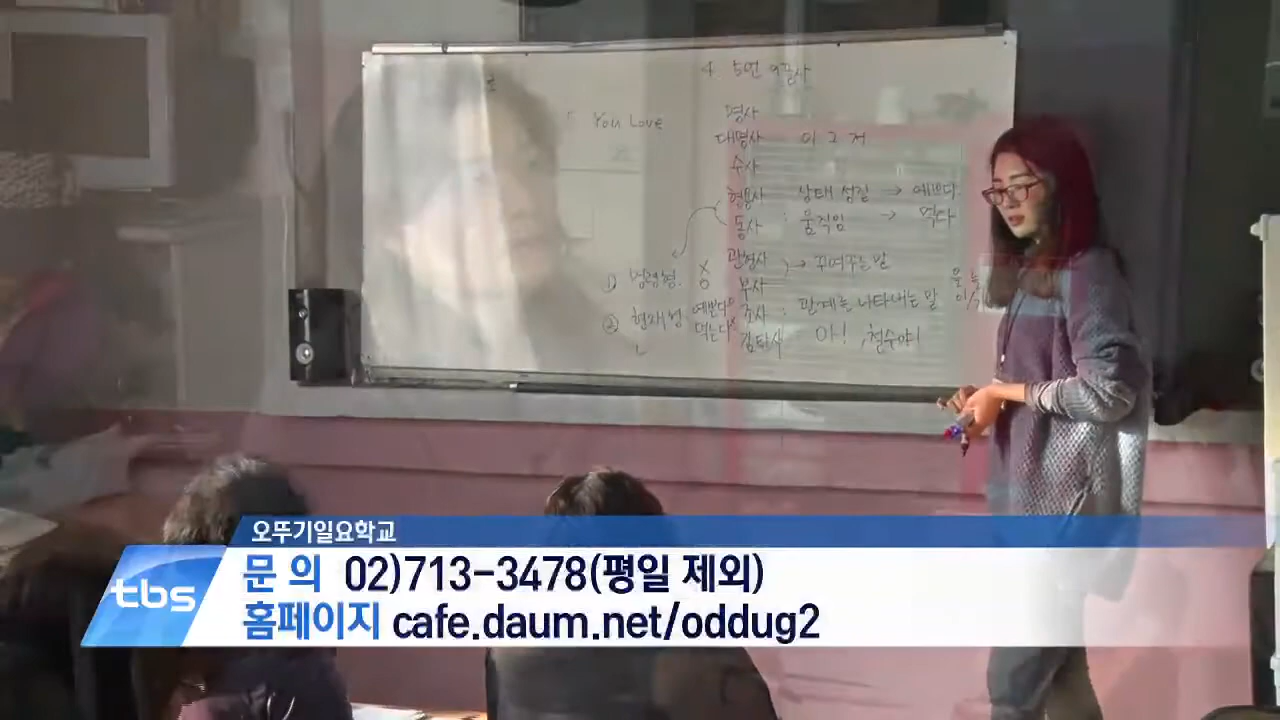 4. 5언 9품사
You Love
명사
대명사 이 그 저
수사
형용사 상태 성질 → 예쁘다
동사 : 움직임 → 먹다
관형사 → 꾸며주는 말
① X
부사 O
② 현재형 예쁜다 조사 : 관계를 나타내는 말
먹는다 감탄사 아! , 철수야!
오뚜기일요학교
tbs
문 의 02)713-3478(평일 제외)
홈페이지 cafe.daum.net/oddug2